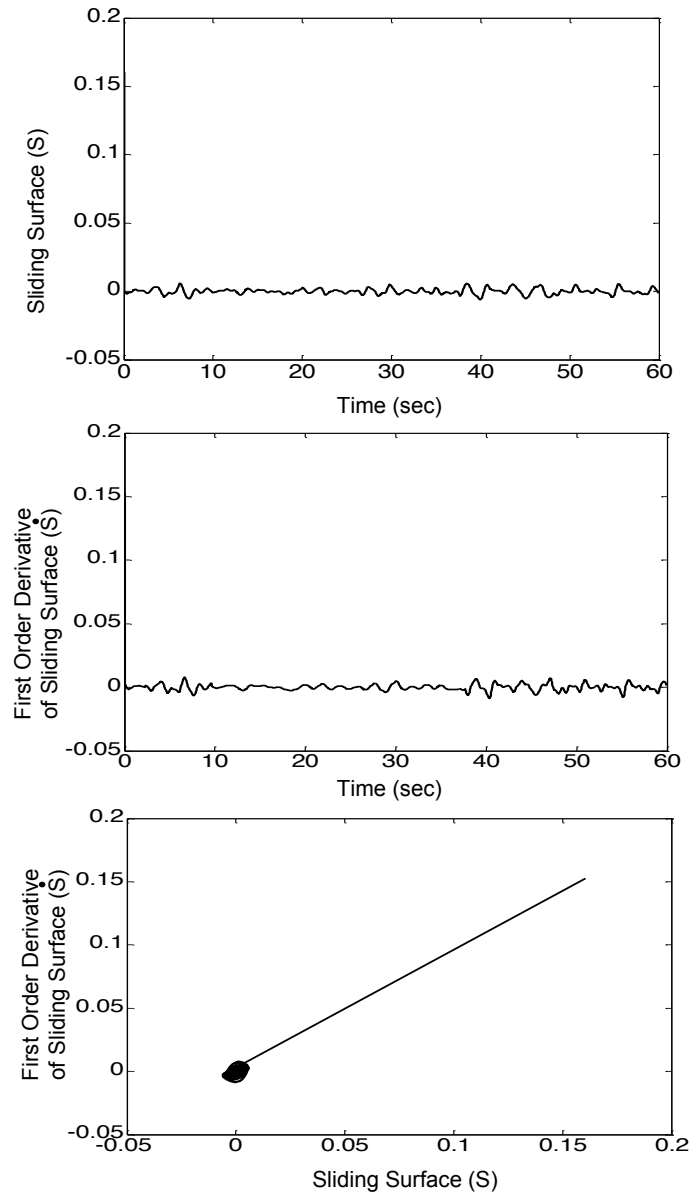 0.2
0.15
0.1
0.05
0
-0.05
Sliding Surface (S)
0 10 20 30 40 50 60
Time (sec)
0.2
0.15
0.1
0.05
0
-0.05
First Order Derivative
of Sliding Surface (Ṡ)
0 10 20 30 40 50 60
Time (sec)
0.2
0.15
0.1
0.05
0
-0.05
First Order Derivative
of Sliding Surface (Ṡ)
-0.05 0 0.05 0.1 0.15 0.2
Sliding Surface (S)